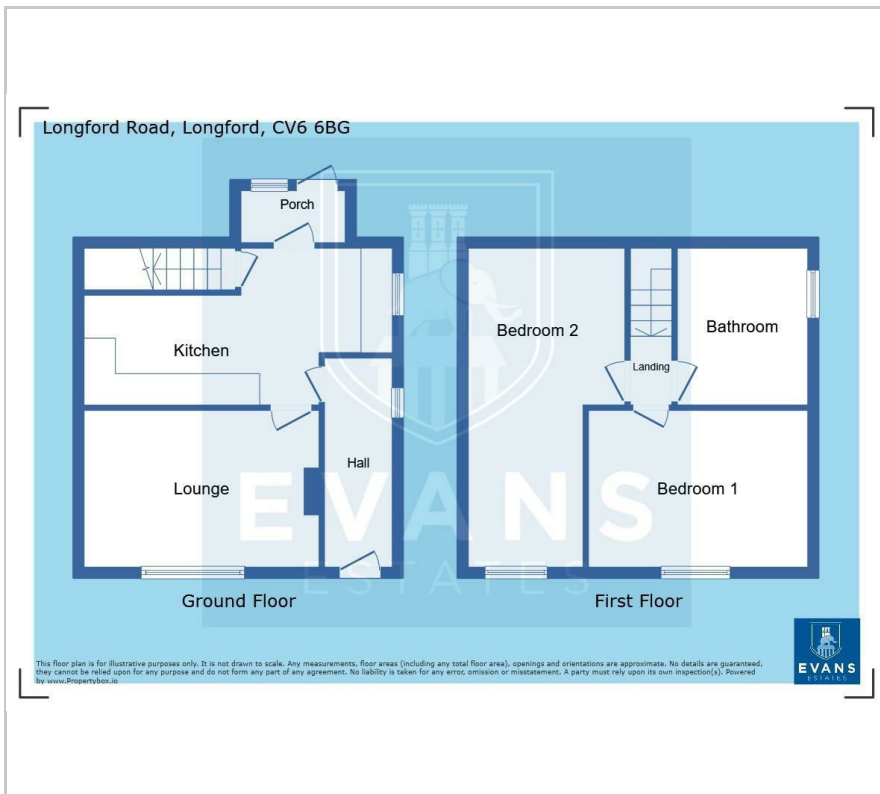 Longford Road, Longford, CV6 6BG
Porch
Kitchen
Bedroom 2
Bathroom
Landing
Hall
Lounge
Bedroom 1
EVANS
ESTATES
Ground Floor
First Floor
This floor plan is for illustrative purposes only. It is not drawn to scale. Any measurements, floor areas (including any total floor area), openings and orientations are approximate. No details are guaranteed,
they cannot be relied upon for any purpose and do not form any part of any agreement. No liability is taken for any error, omission or misstatement. A party must rely upon its own inspection(s). Powered
by www.Propertybox.io
EVANS
ESTATES